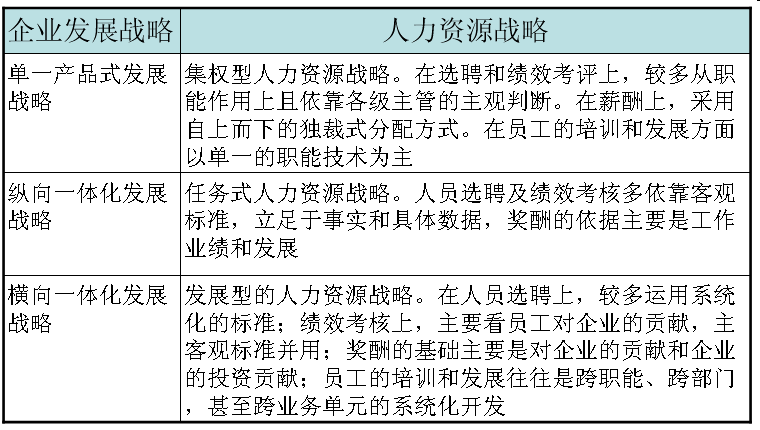 企业发展战略
人力资源战略
单一产品式发展
战略
集权型人力资源战略。在选聘和绩效考评上，较多从职
能作用上且依靠各级主管的主观判断。在薪酬上，采用
自上而下的独裁式分配方式。在员工的培训和发展方面
以单一的职能技术为主
纵向一体化发展
战略
任务式人力资源战略。人员选聘及绩效考核多依靠客观
标准，立足于事实和具体数据，奖酬的依据主要是工作
业绩和发展
横向一体化发展
战略
发展型的人力资源战略。在人员选聘上，较多运用系统
化的标准；绩效考核上，主要看员工对企业的贡献，主
客观标准并用；奖酬的基础主要是对企业的贡献和企业
的投资贡献；员工的培训和发展往往是跨职能、跨部门
，甚至跨业务单元的系统化开发